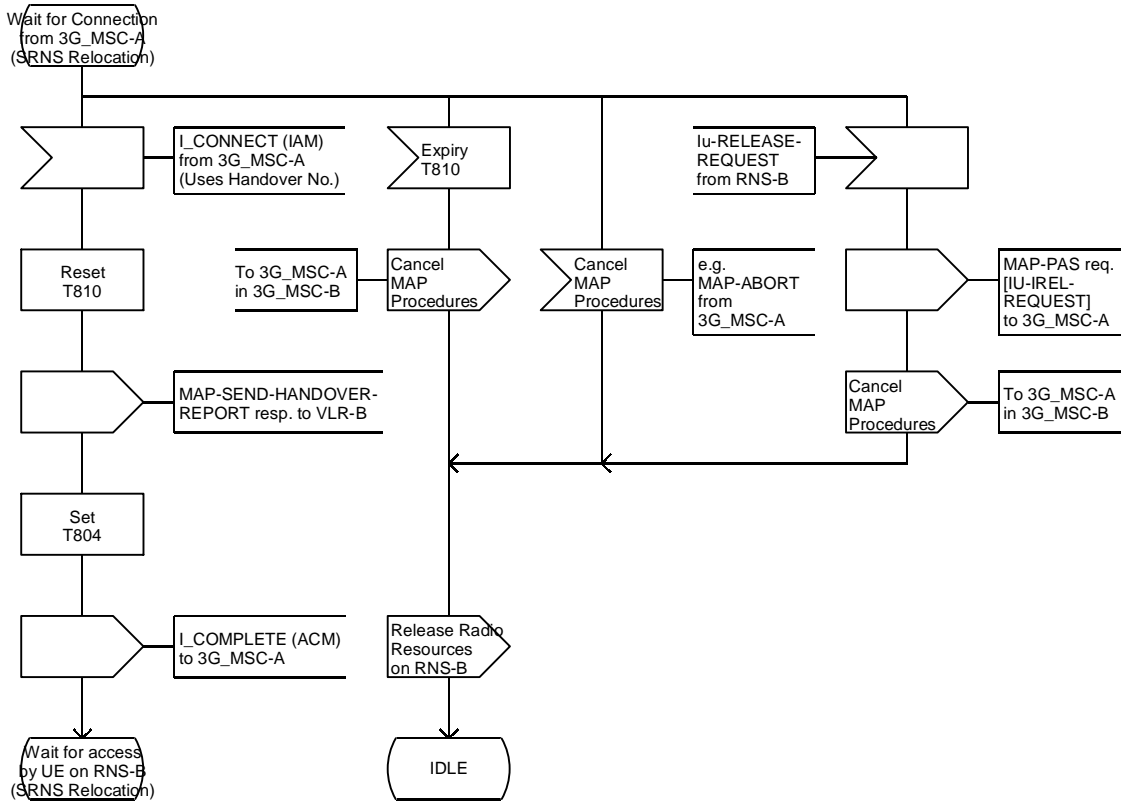 Wait for Connection
from 3G_MSC-A
(SRNS Relocation)
I_CONNECT (IAM)
from 3G_MSC-A
(Uses Handover No.)
Expiry
T810
Iu-RELEASE-
REQUEST
from RNS-B
Reset
T810
To 3G_MSC-A
in 3G_MSC-B
Cancel
MAP
Procedures
Cancel
MAP
Procedures
e.g.
MAP-ABORT
from
3G_MSC-A
MAP-PAS req.
[IU-IREL-
REQUEST]
to 3G_MSC-A
MAP-SEND-HANDOVER-
REPORT resp. to VLR-B
Cancel
MAP
Procedures
To 3G_MSC-A
in 3G_MSC-B
Set
T804
I_COMPLETE (ACM)
to 3G_MSC-A
Release Radio
Resources
on RNS-B
Wait for access
by UE on RNS-B
(SRNS Relocation)
IDLE